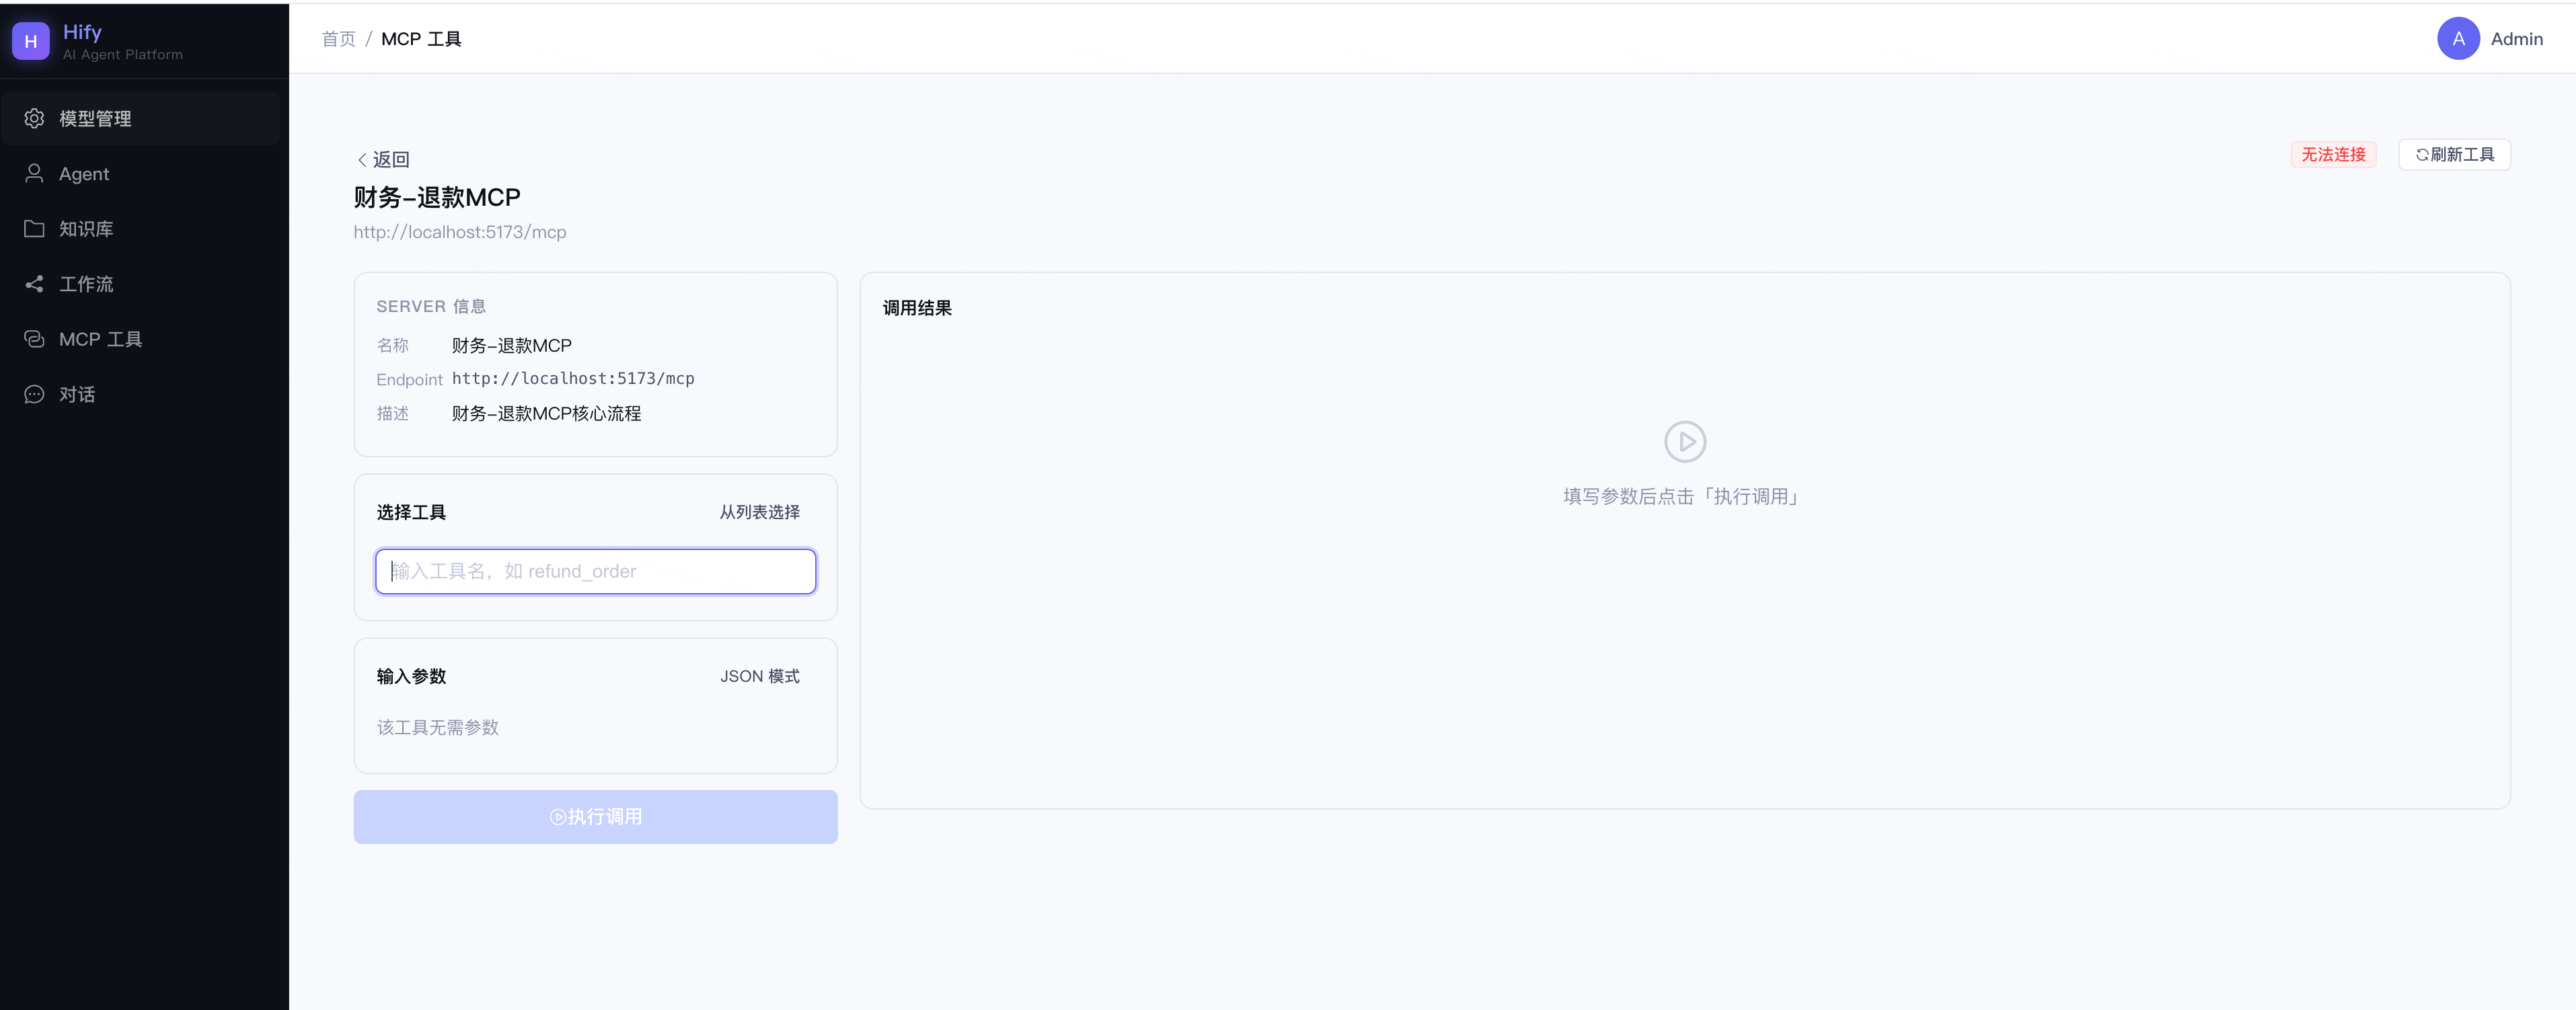 H
Hify
AI Agent Platform
模型管理
Agent
知识库
工作流
MCP 工具
对话
首页 / MCP 工具
A
Admin
返回
财务-退款MCP
http://localhost:5173/mcp
无法连接
刷新工具
SERVER 信息
名称 财务-退款MCP
Endpoint http://localhost:5173/mcp
描述 财务-退款MCP核心流程
选择工具 从列表选择
输入工具名，如 refund_order
输入参数 JSON 模式
该工具无需参数
执行调用
调用结果
填写参数后点击「执行调用」